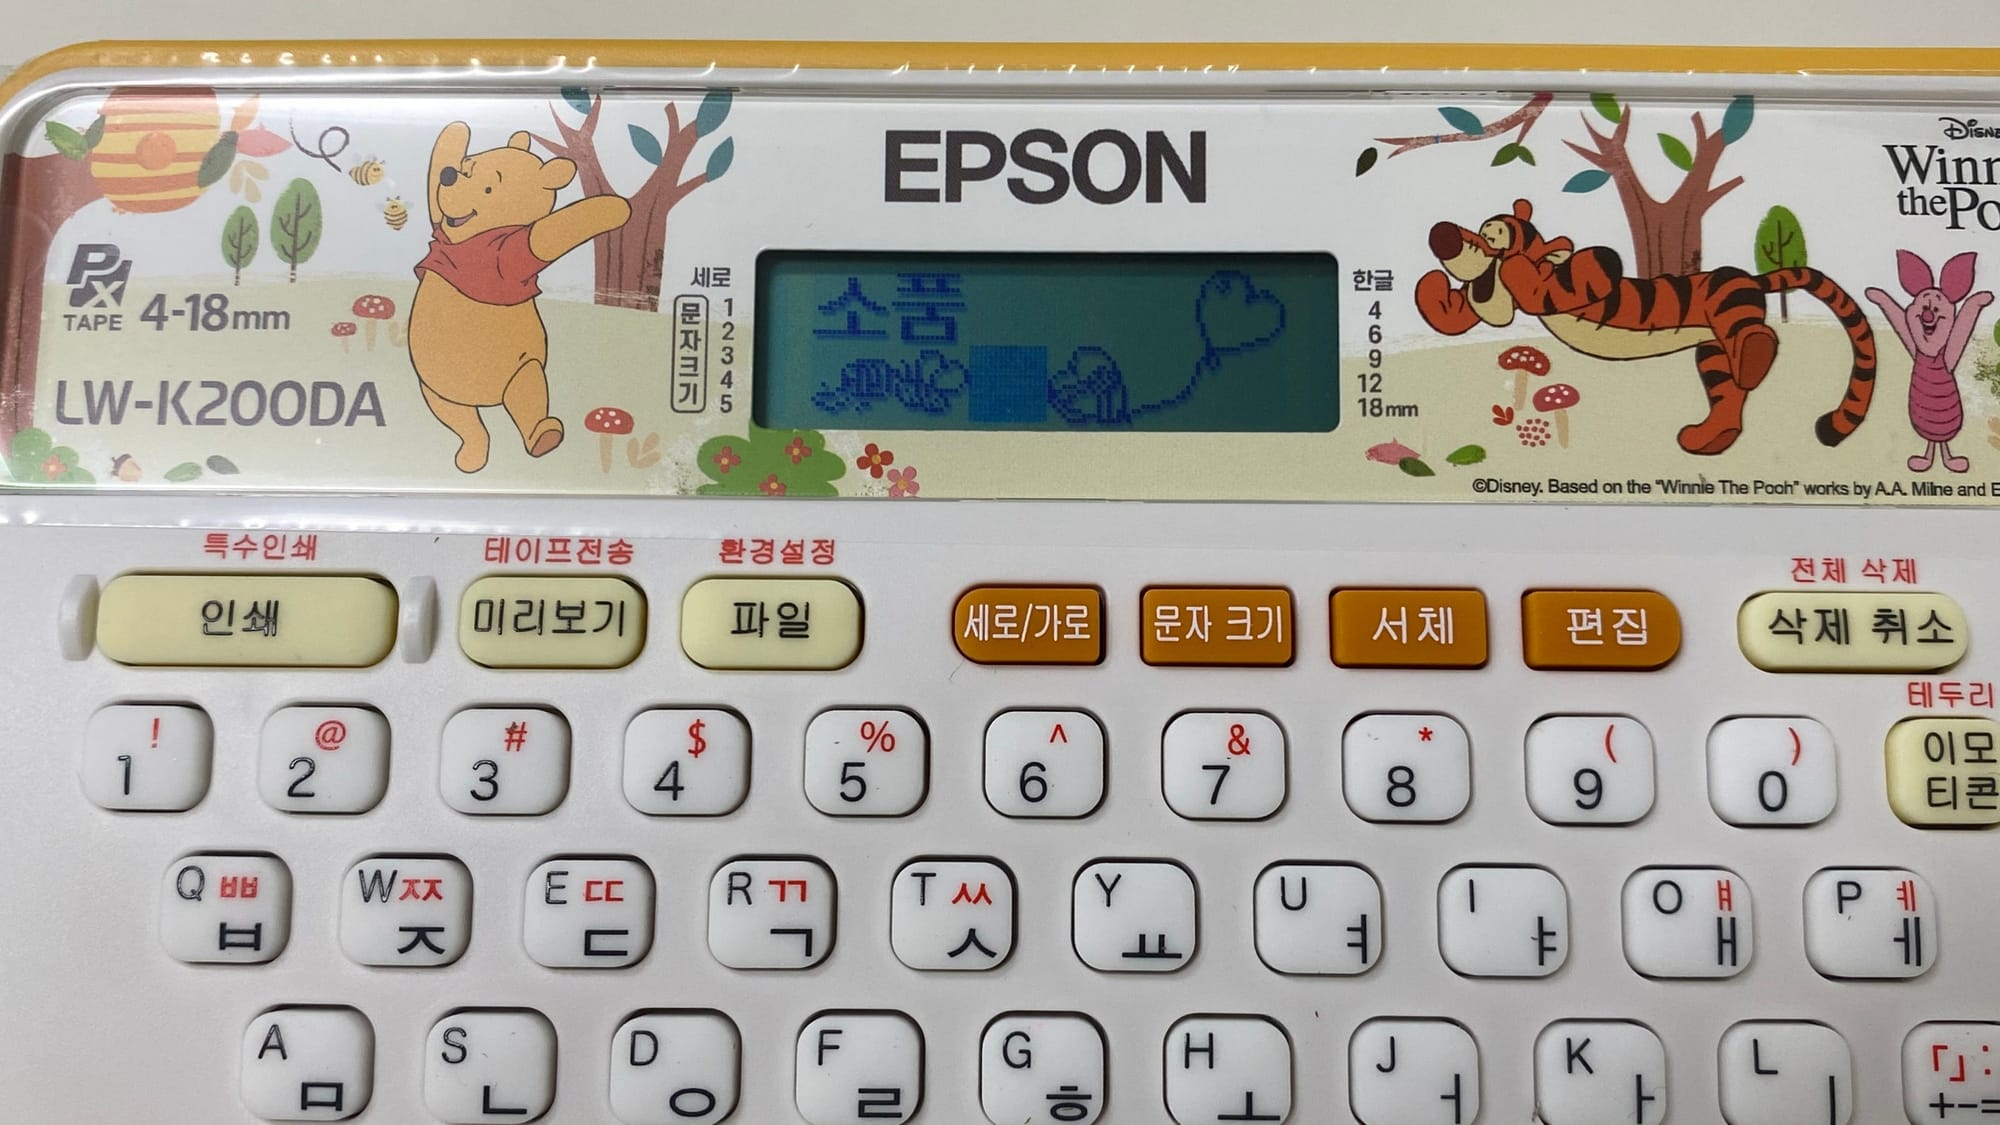 EPSON
Disne
Winn
the Po
Px
TAPE 4-18mm
LW-K200DA
세로
문자크기
1
2
3
4
5
소품
한글
4
6
9
12
18mm
©Disney. Based on the "Winnie The Pooh" works by A.A. Milne and E
특수인쇄 테이프전송 환경설정 전체 삭제
인쇄 미리보기 파일 세로/가로 문자 크기 서체 편집 삭제 취소
테두리
! @ # $ % ^ & * ( )
1 2 3 4 5 6 7 8 9 0
이모
티콘
Q ㅃ W ㅉ E ㄸ R ㄲ T ㅆ Y U I O ㅒ P ㅖ
ㅂ ㅈ ㄷ ㄱ ㅅ ㅛ ㅕ ㅑ ㅐ ㅔ
A S D F G H J K L 「」:
ㅁ ㄴ ㅇ ㄹ ㅎ ㅗ ㅓ ㅏ ㅣ +-=